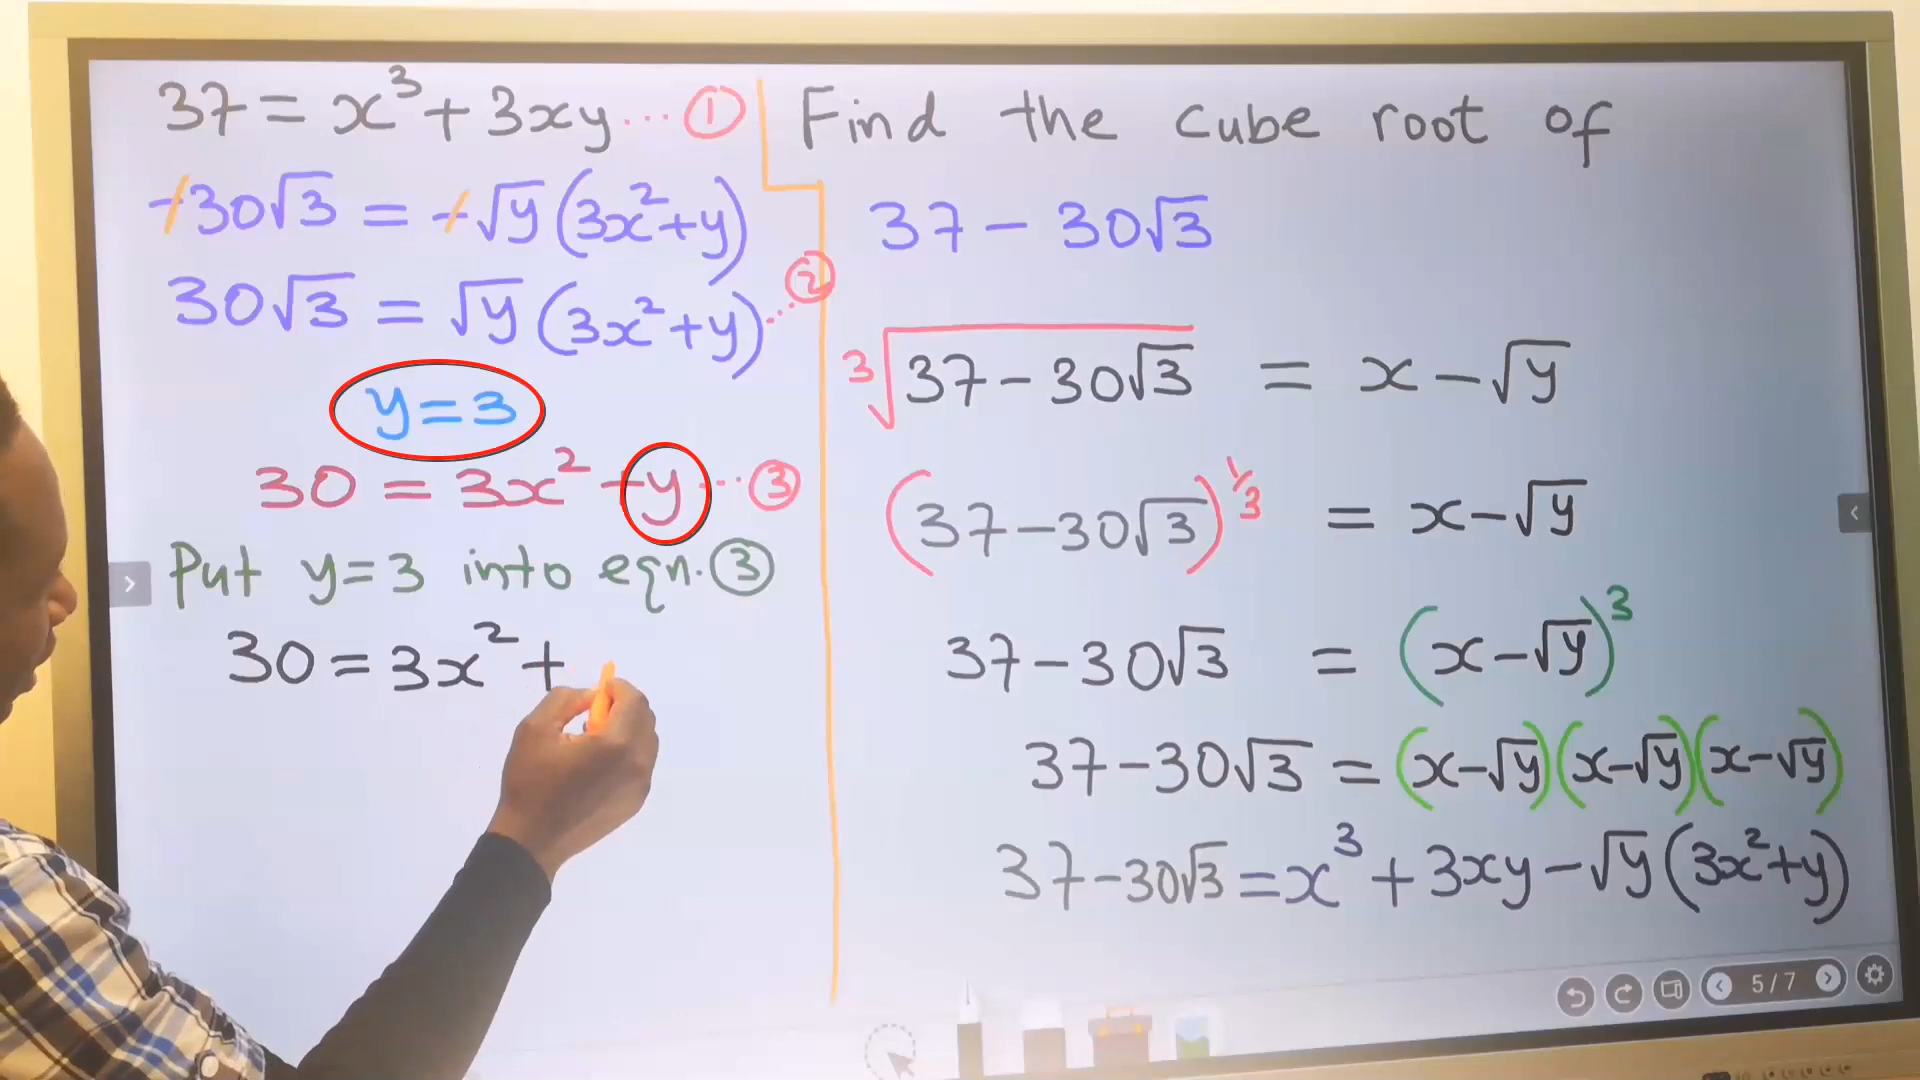 37 = x³ + 3xy ... ①
-30√3 = -√y (3x²+y)
30√3 = √y (3x²+y) ... ②
y=3
30 = 3x² +y ... ③
Put y=3 into eqn. ③
30 = 3x² +
Find the cube root of
37 - 30√3
∛37 - 30√3 = x - √y
(37 - 30√3)^⅓ = x - √y
37 - 30√3 = (x - √y)³
37 - 30√3 = (x-√y)(x-√y)(x-√y)
37 - 30√3 = x³ + 3xy - √y (3x²+y)
5/7